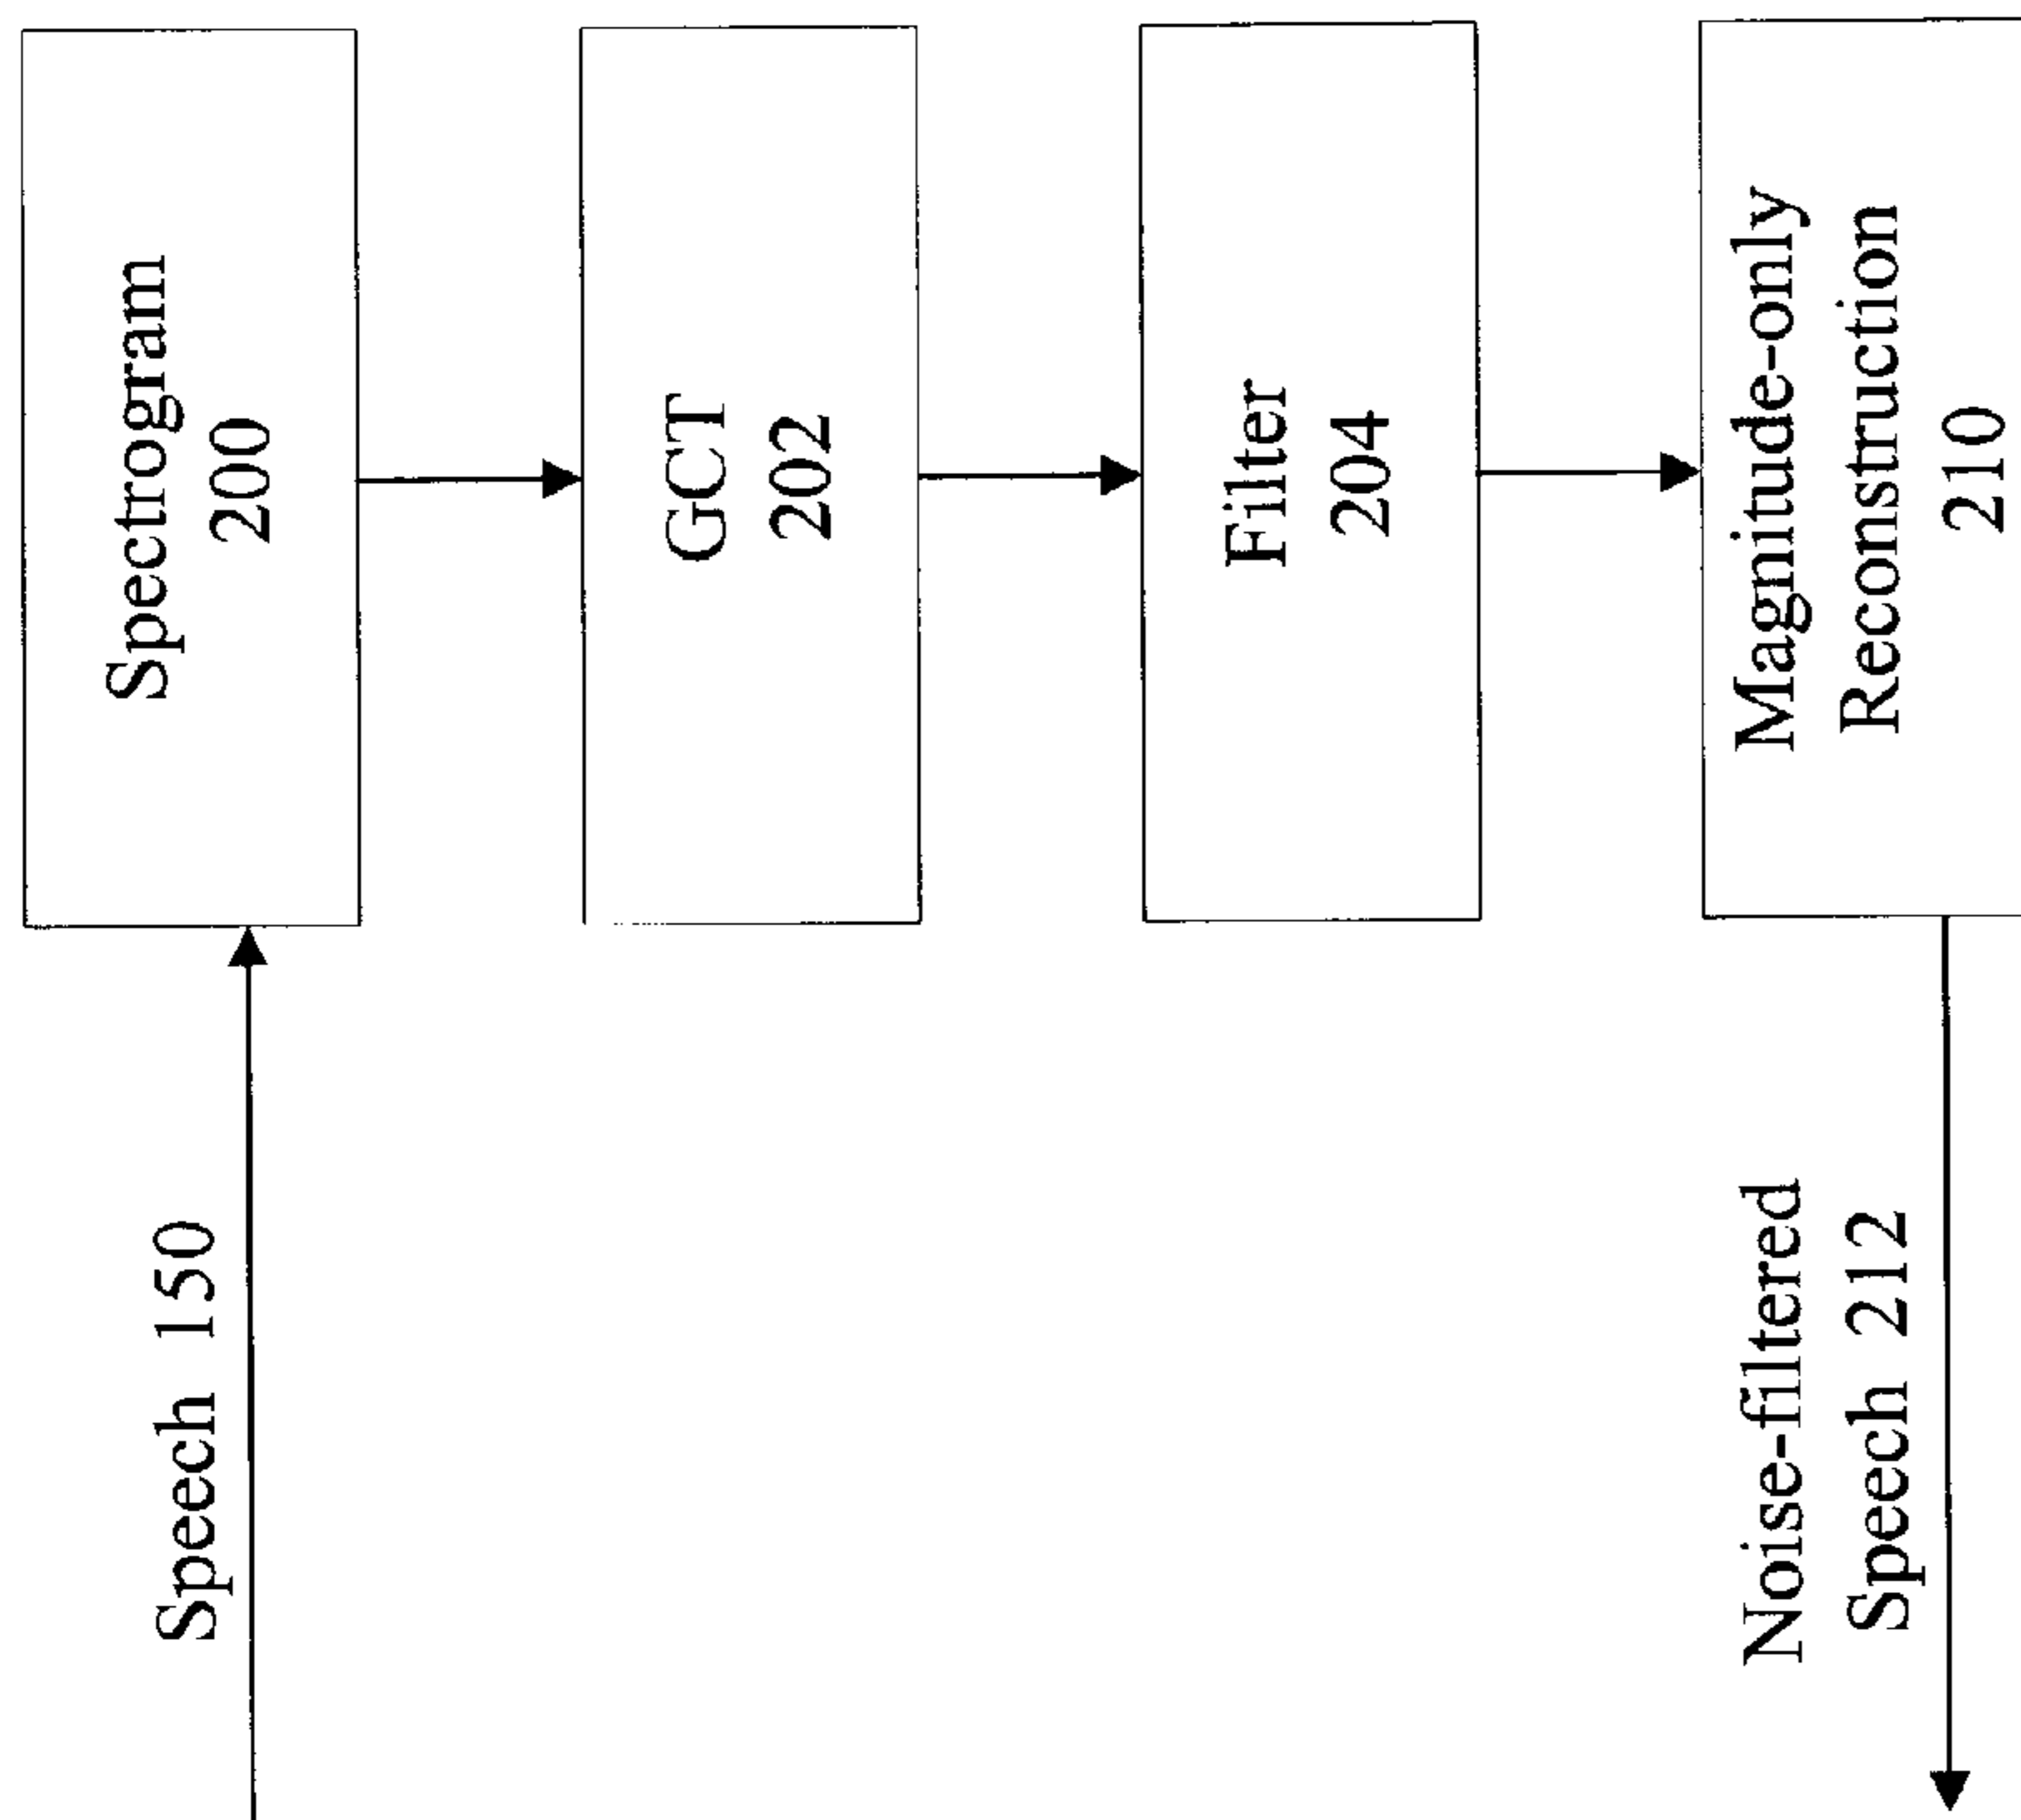 Speech 150
Spectrogram
200
GCT
202
Filter
204
Magnitude-only
Reconstruction
210
Noise-filtered
Speech 212